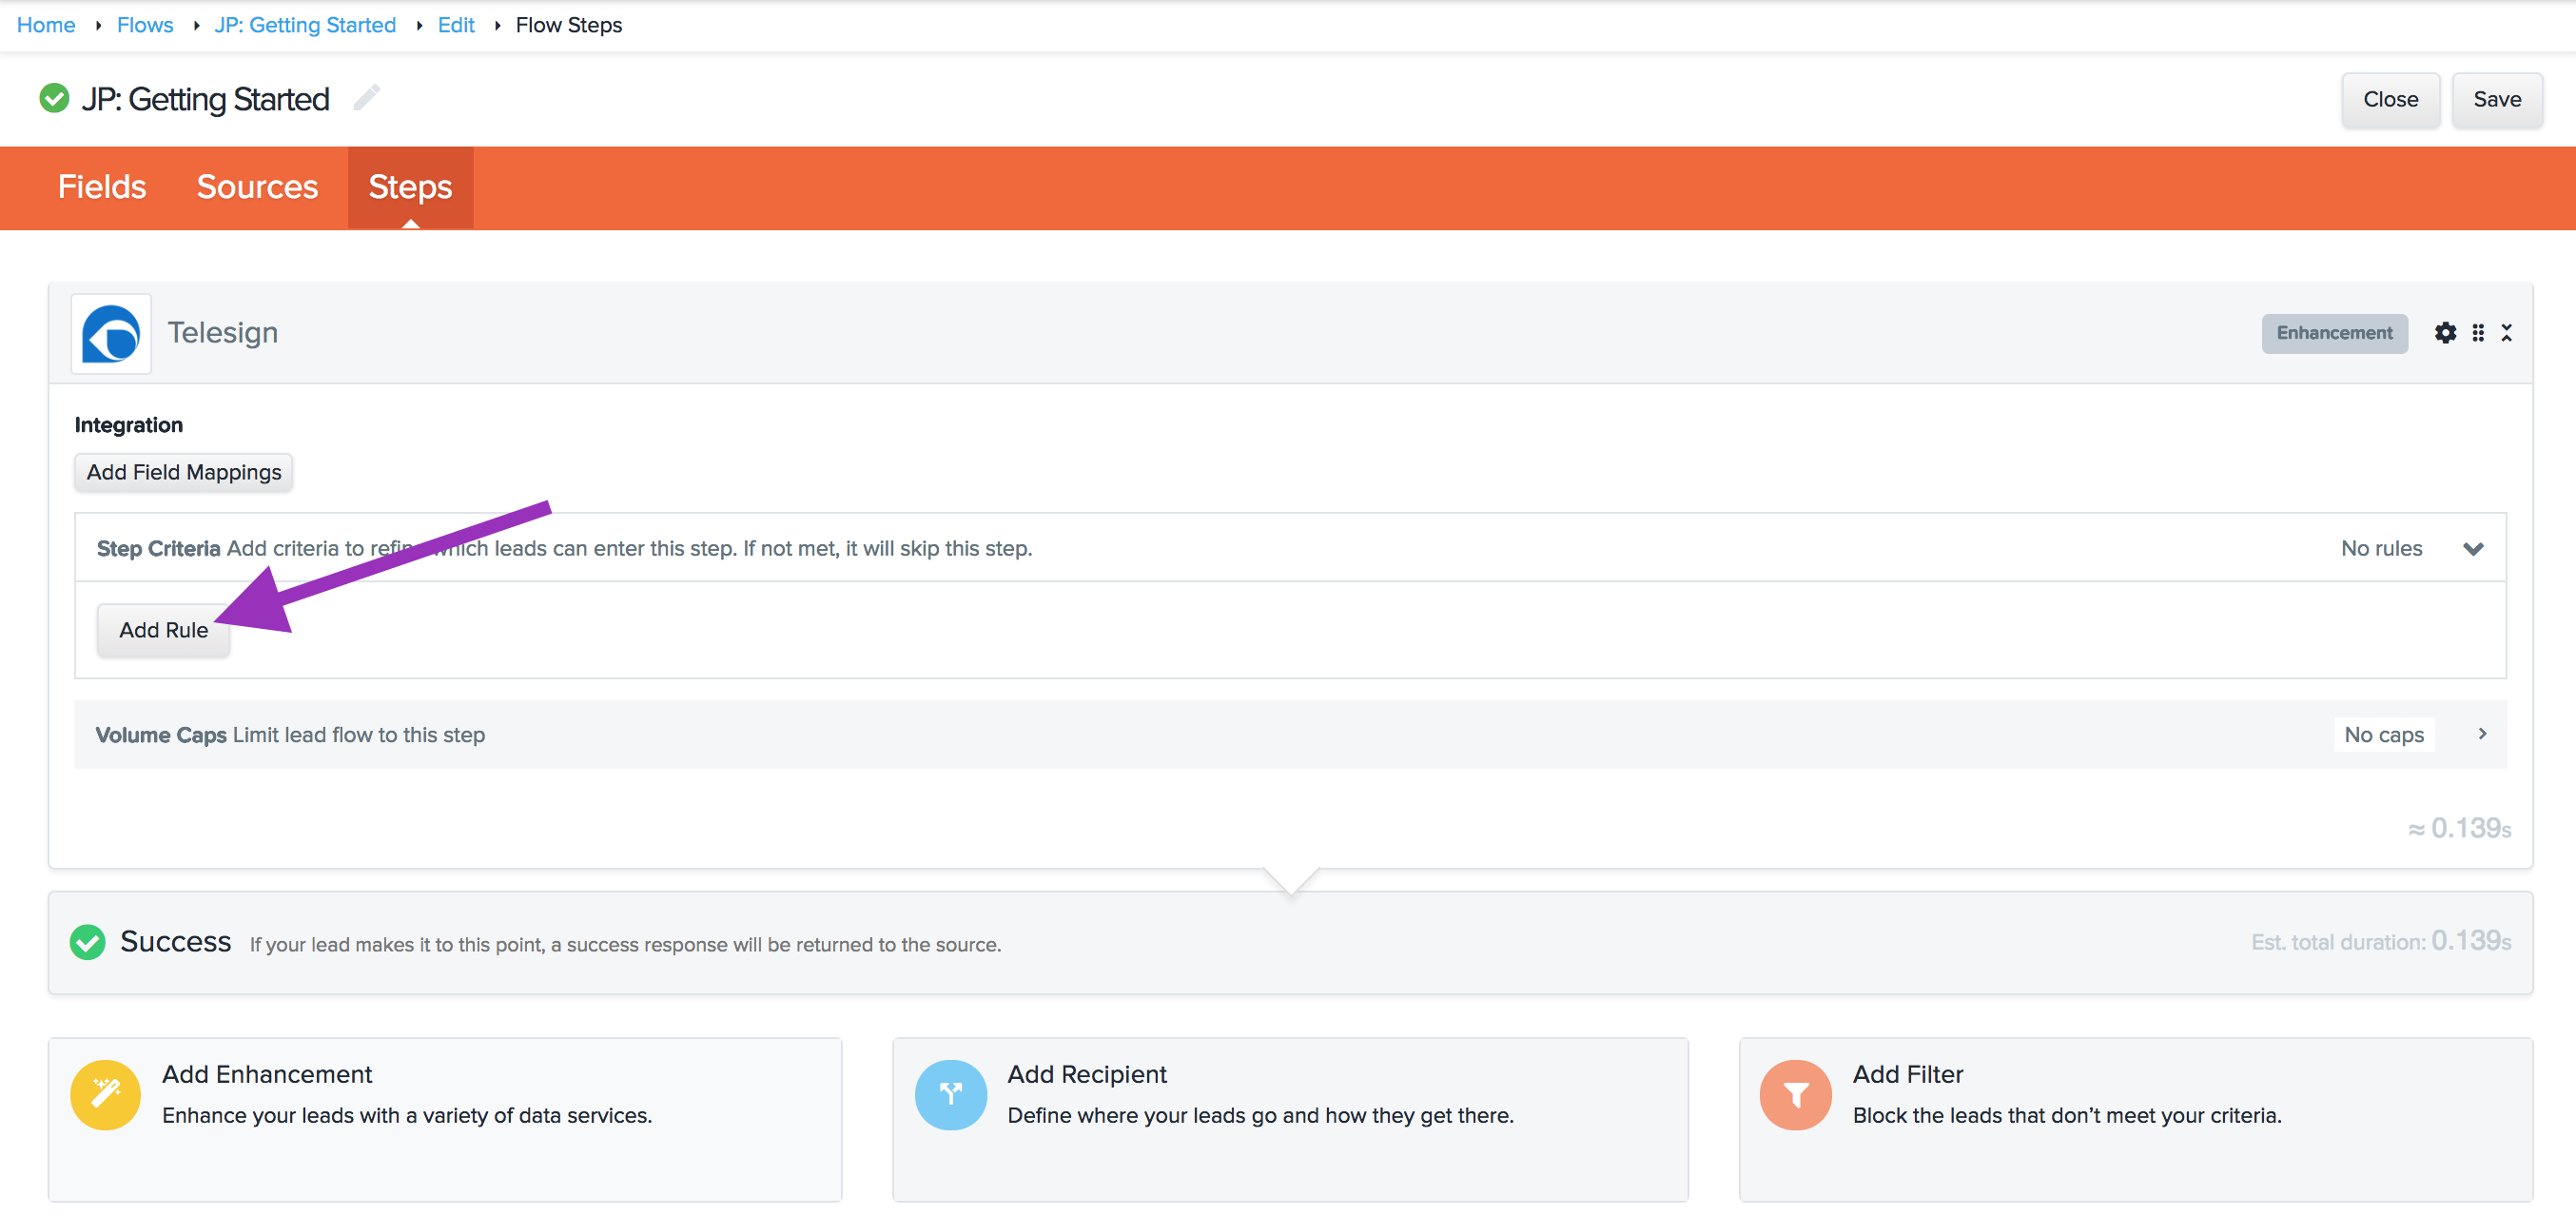 Home Flows JP: Getting Started Edit Flow Steps
JP: Getting Started
Close Save
Fields Sources Steps
Telesign
Enhancement
Integration
Add Field Mappings
Step Criteria Add criteria to refine which leads can enter this step. If not met, it will skip this step.
No rules
Add Rule
Volume Caps Limit lead flow to this step
No caps
≈ 0.139s
Success If your lead makes it to this point, a success response will be returned to the source.
Est. total duration: 0.139s
Add Enhancement
Enhance your leads with a variety of data services.
Add Recipient
Define where your leads go and how they get there.
Add Filter
Block the leads that don’t meet your criteria.